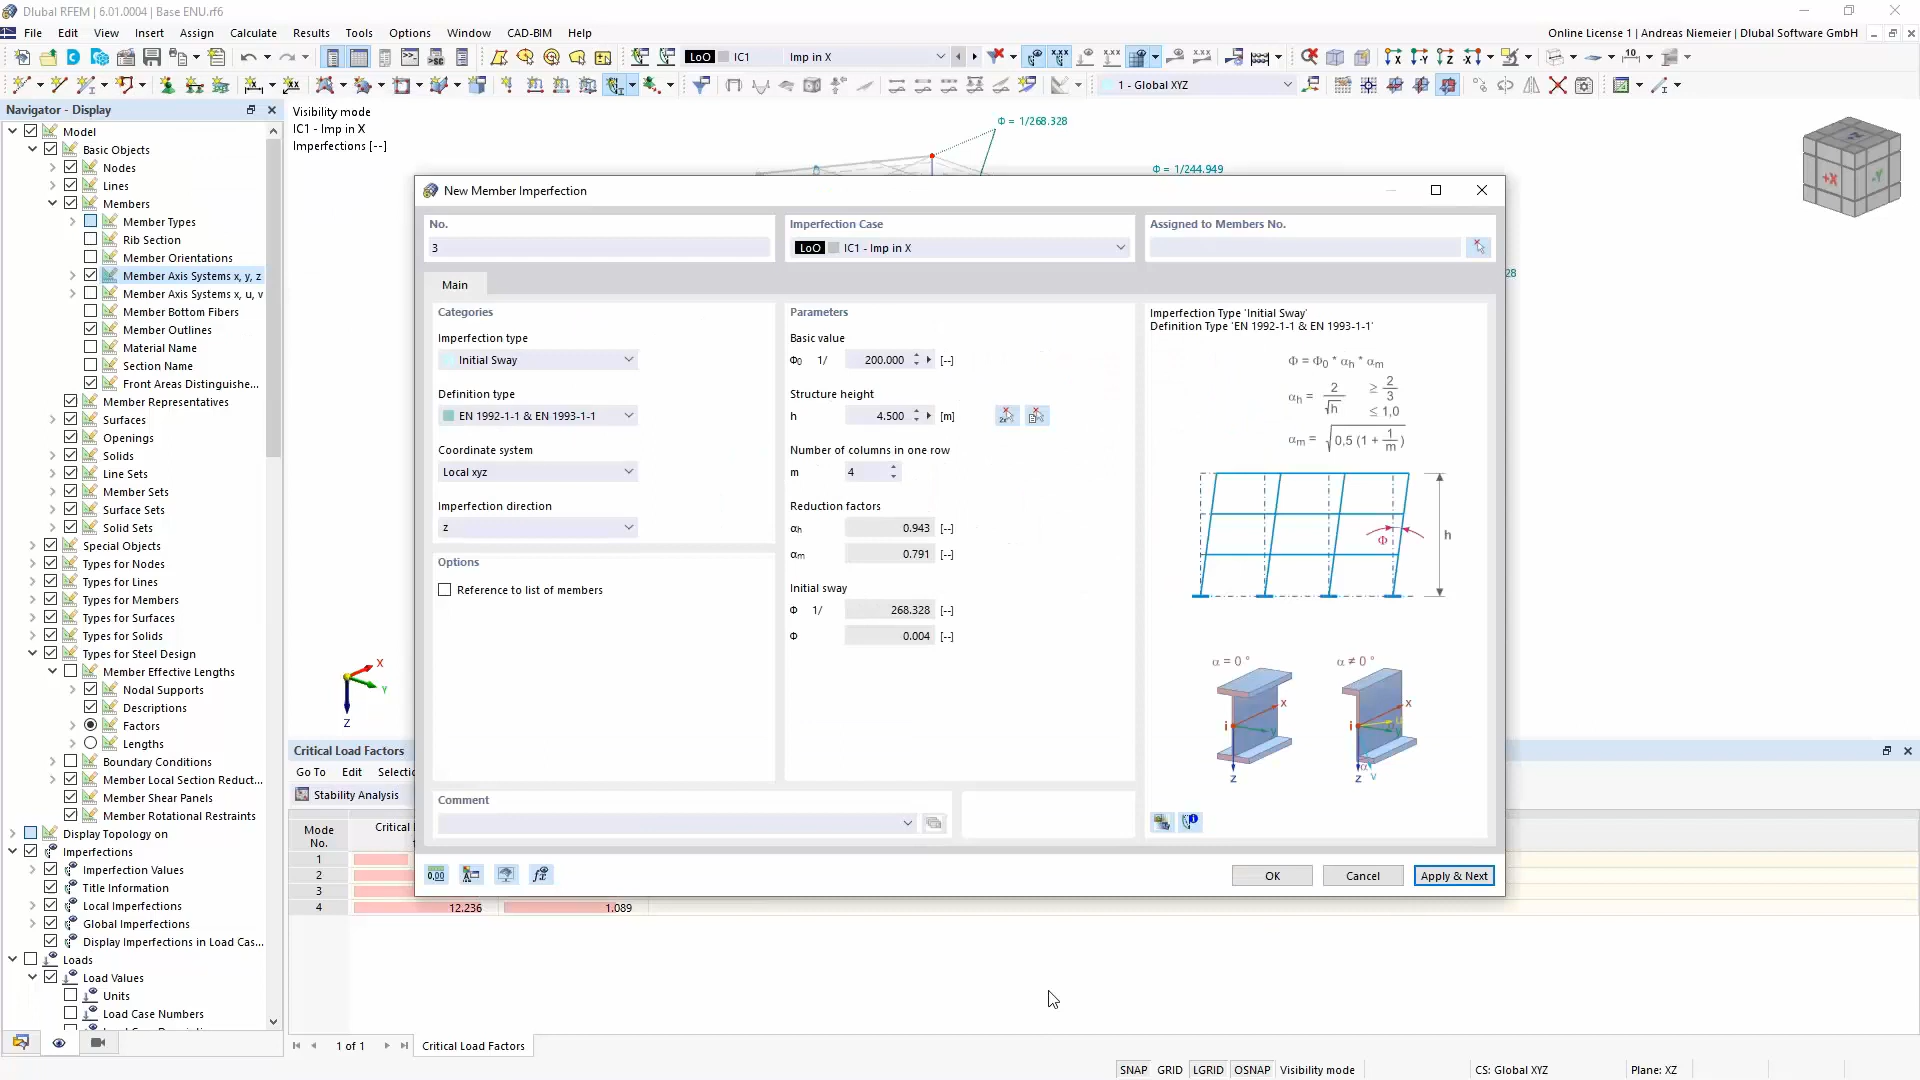 Dlubal RFEM | 6.01.0004 | Base ENU.rf6
File Edit View Insert Assign Calculate Results Tools Options Window CAD-BIM Help
Online License 1 | Andreas Niemeier | Dlubal Software GmbH
LoO IC1 Imp in X
1 - Global XYZ
Navigator - Display
Model
Basic Objects
Nodes
Lines
Members
Member Types
Rib Section
Member Orientations
Member Axis Systems x, y, z
Member Axis Systems x, u, v
Member Bottom Fibers
Member Outlines
Material Name
Section Name
Front Areas Distinguishe...
Member Representatives
Surfaces
Openings
Solids
Line Sets
Member Sets
Surface Sets
Solid Sets
Special Objects
Types for Nodes
Types for Lines
Types for Members
Types for Surfaces
Types for Solids
Types for Steel Design
Member Effective Lengths
Nodal Supports
Descriptions
Factors
Lengths
Boundary Conditions
Member Local Section Reduct...
Member Shear Panels
Member Rotational Restraints
Display Topology on
Imperfections
Imperfection Values
Title Information
Local Imperfections
Global Imperfections
Display Imperfections in Load Cas...
Loads
Load Values
Units
Load Case Numbers
Visibility mode
IC1 - Imp in X
Imperfections [--]
Φ = 1/268.328
Φ = 1/244.949
28
+X
-Y
-Z
X
Y
Z
New Member Imperfection
No.
3
Imperfection Case
LoO IC1 - Imp in X
Assigned to Members No.
Main
Categories
Imperfection type
Initial Sway
Definition type
EN 1992-1-1 & EN 1993-1-1
Coordinate system
Local xyz
Imperfection direction
z
Options
Reference to list of members
Parameters
Basic value
Φ0 1/ 200.000 [--]
Structure height
h 4.500 [m]
Number of columns in one row
m 4
Reduction factors
αh 0.943 [--]
αm 0.791 [--]
Initial sway
Φ 1/ 268.328 [--]
Φ 0.004 [--]
Imperfection Type 'Initial Sway'
Definition Type 'EN 1992-1-1 & EN 1993-1-1'
Φ = Φ0 * αh * αm
αh = 2/√h ≥ 2/3 ≤ 1,0
αm = √0,5 (1 + 1/m)
Φ
h
α = 0 °
α ≠ 0 °
i x y z
i x u y z α v
Comment
OK Cancel Apply & Next
Critical Load Factors
Go To Edit Selectio
Stability Analysis
Mode No.
Critical
1
2
3
4 12.236 1.089
1 of 1
Critical Load Factors
SNAP GRID LGRID OSNAP Visibility mode
CS: Global XYZ
Plane: XZ